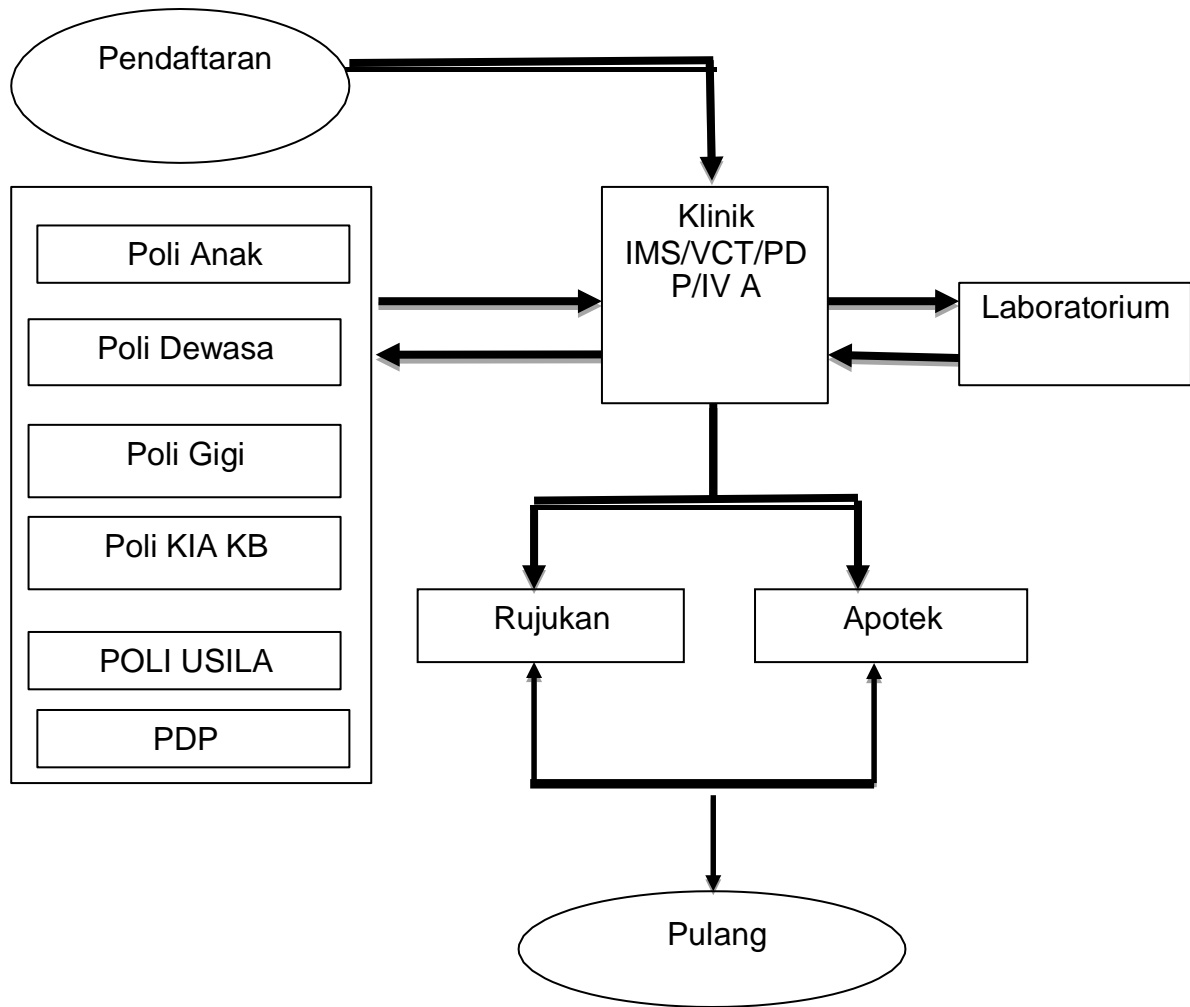 Pendaftaran
Klinik
IMS/VCT/PD
P/IV A
Laboratorium
Poli Anak
Poli Dewasa
Poli Gigi
Poli KIA KB
POLI USILA
PDP
Rujukan
Apotek
Pulang